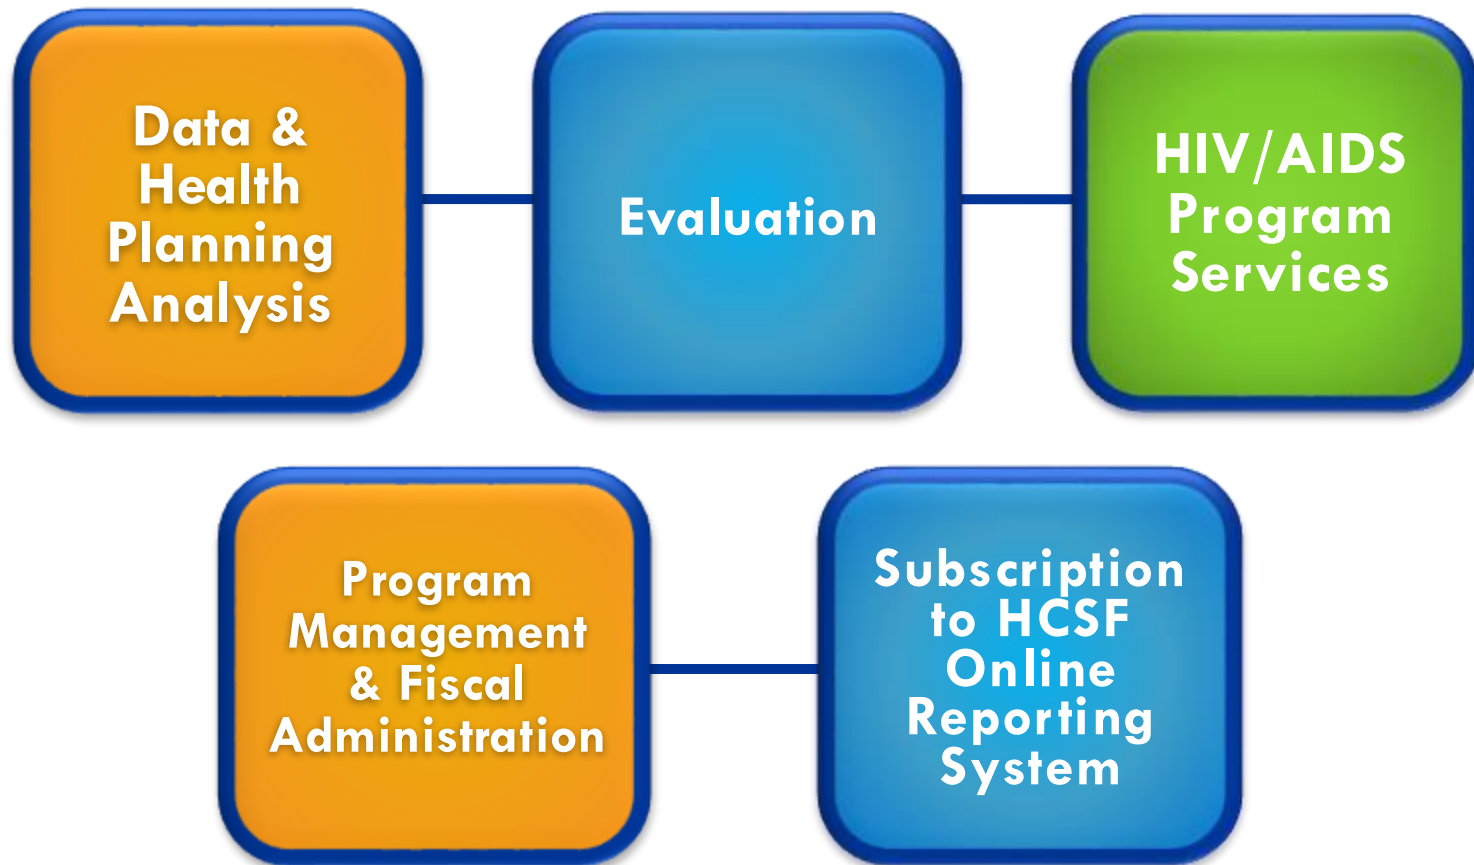 Data &
Health
Planning
Analysis
Evaluation
HIV/AIDS
Program
Services
Program
Management
& Fiscal
Administration
Subscription
to HCSF
Online
Reporting
System